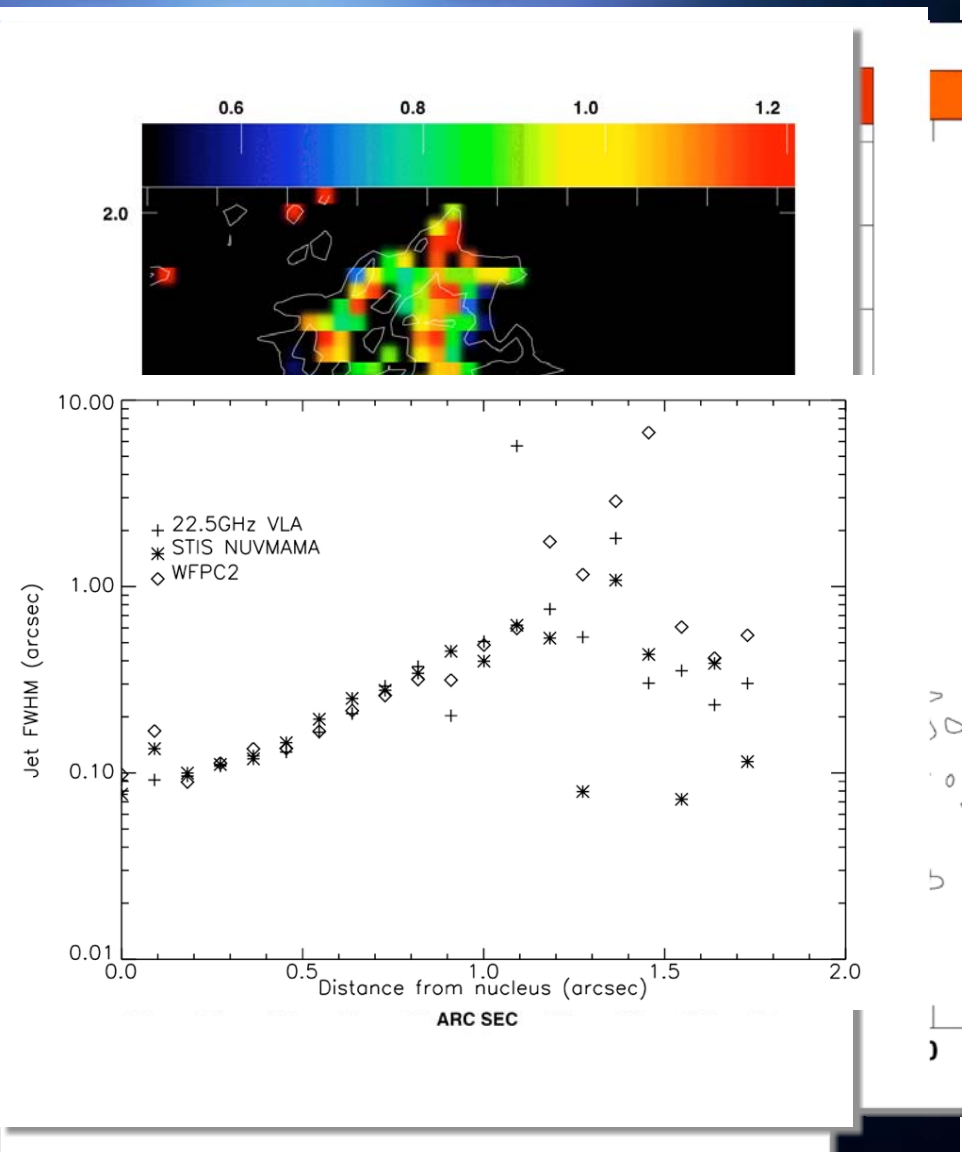 0.6 0.8 1.0 1.2
2.0
10.00
1.00
0.10
0.01
Jet FWHM (arcsec)
22.5GHz VLA
STIS NUVMAMA
WFPC2
0.0 0.5 1.0 1.5 2.0
Distance from nucleus (arcsec)
ARC SEC